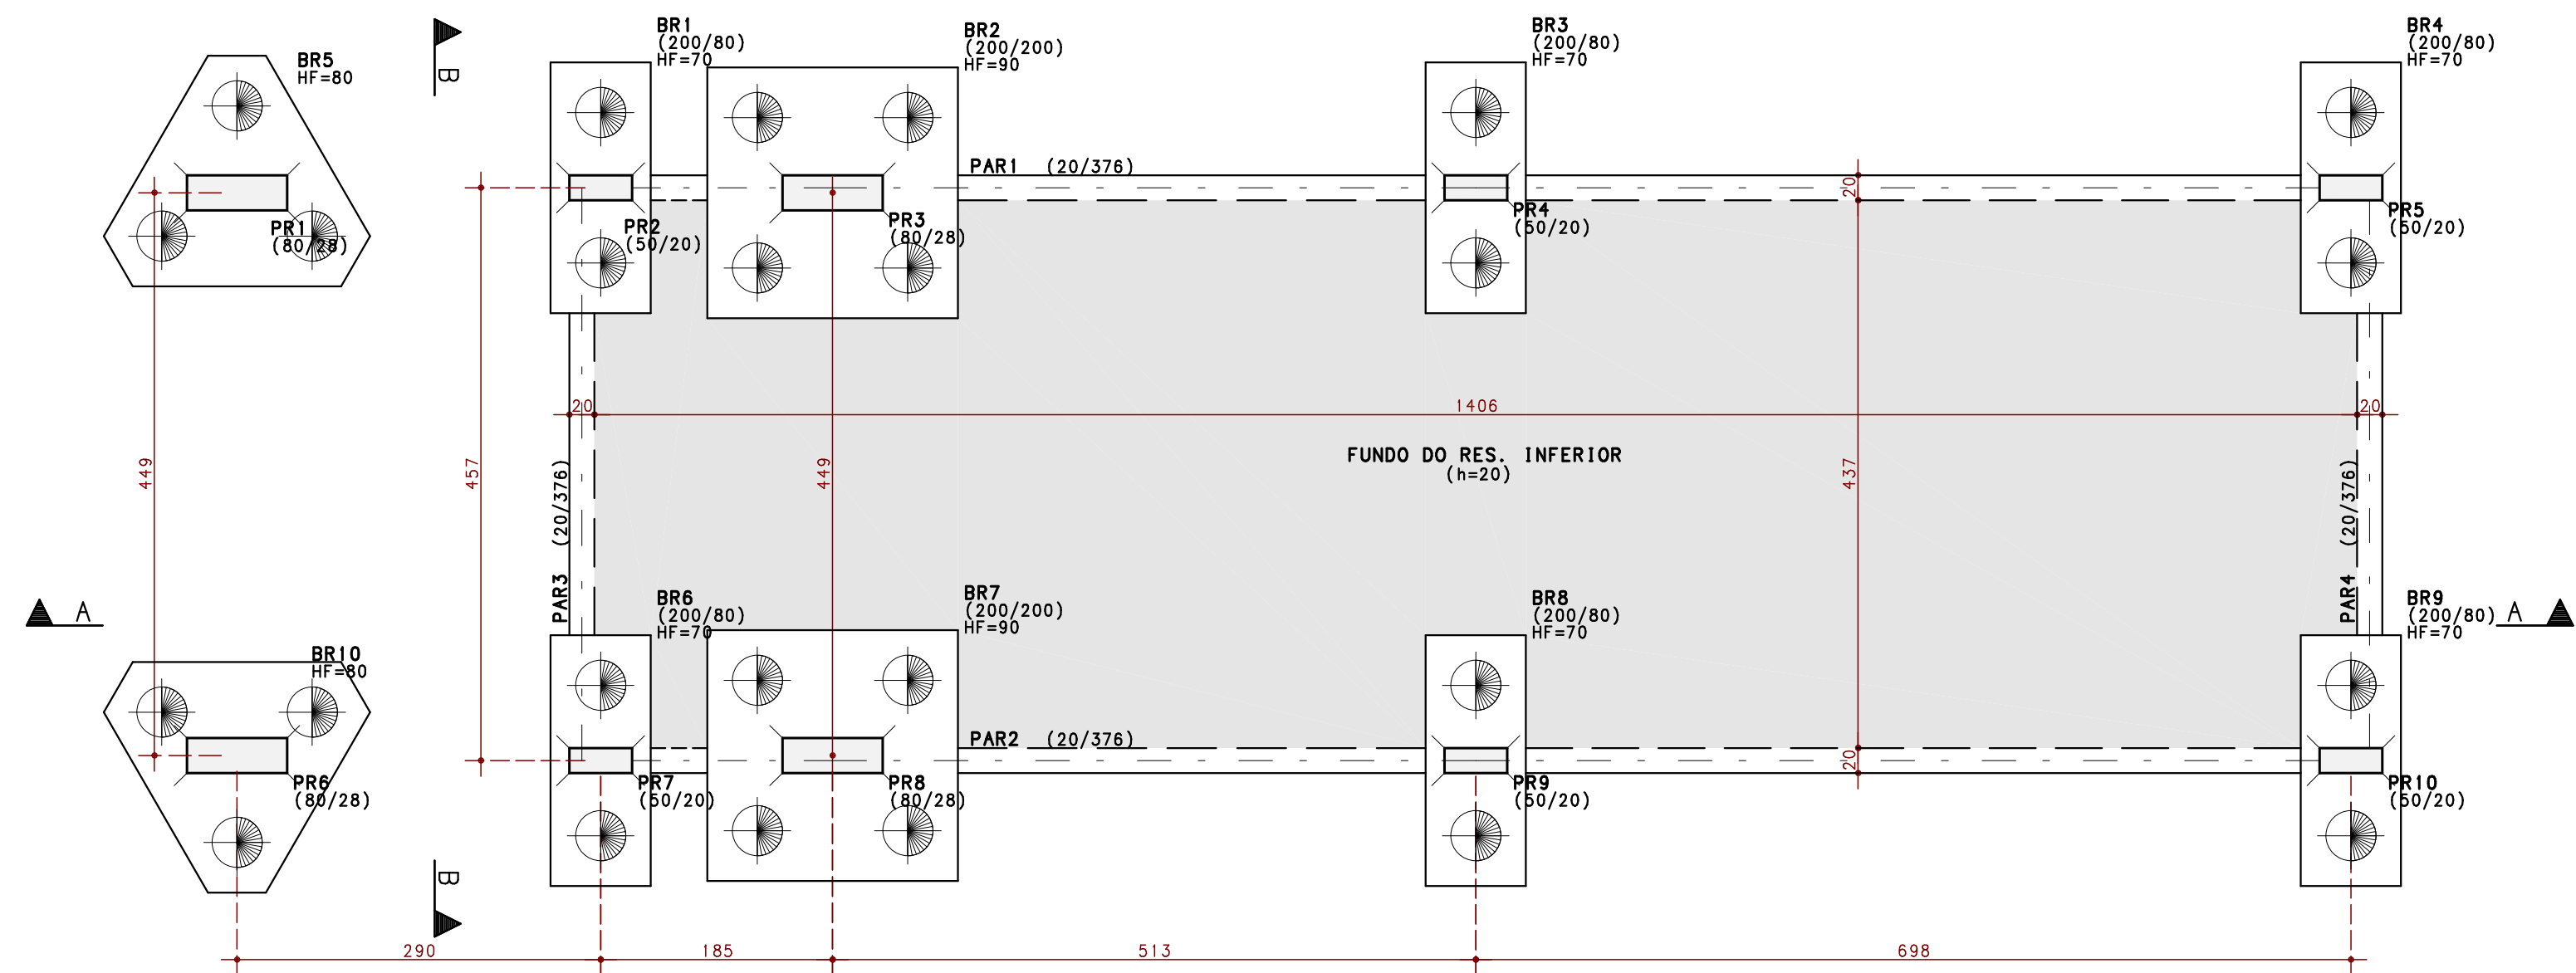 BR5
HF=80
B
BR1
(200/80)
HF=70
BR2
(200/200)
HF=90
BR3
(200/80)
HF=70
BR4
(200/80)
HF=70
PAR1 (20/376)
20
PR1
(80/28)
PR2
(50/20)
PR3
(80/28)
PR4
(50/20)
PR5
(50/20)
20
1406
20
449
457
449
437
FUNDO DO RES. INFERIOR
(h=20)
PAR3 (20/376)
PAR4 (20/376)
A
A
BR10
HF=80
BR6
(200/80)
HF=70
BR7
(200/200)
HF=90
BR8
(200/80)
HF=70
BR9
(200/80)
HF=70
PAR2 (20/376)
20
PR6
(80/28)
PR7
(50/20)
PR8
(80/28)
PR9
(50/20)
PR10
(50/20)
B
290
185
513
698